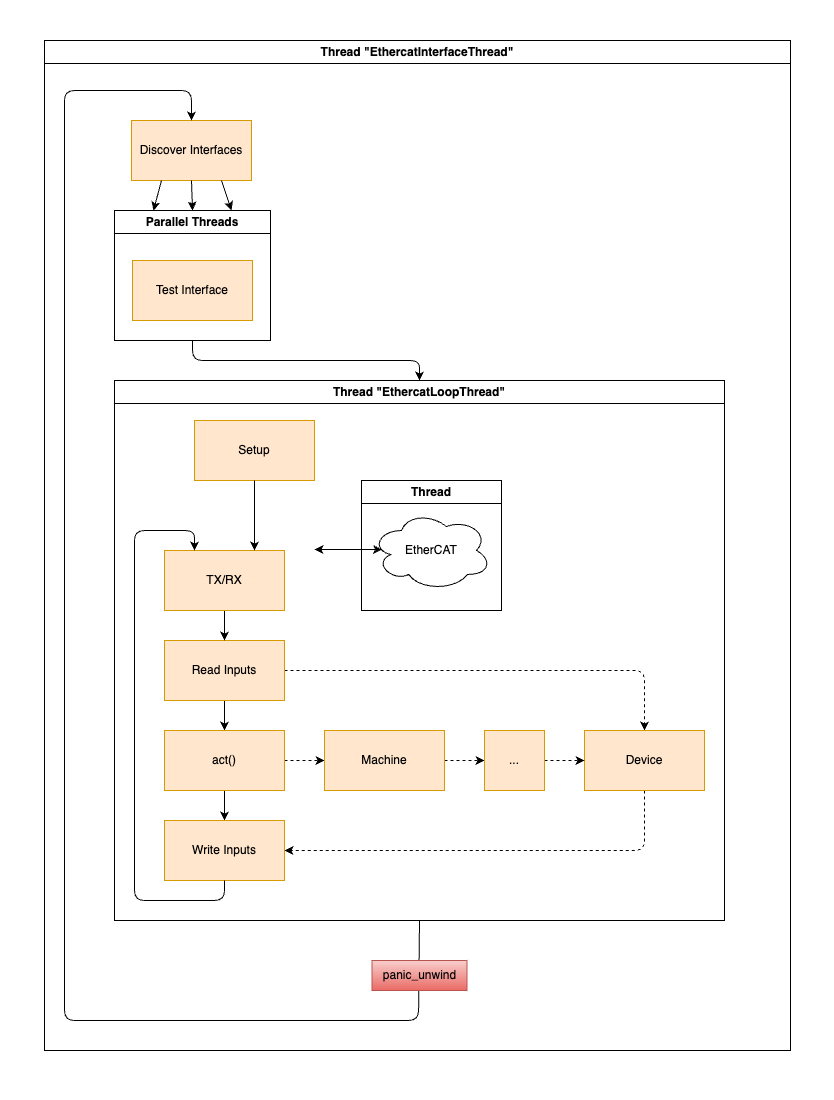 Thread "EthercatInterfaceThread"
Discover Interfaces
Parallel Threads
Test Interface
Thread "EthercatLoopThread"
Setup
Thread
EtherCAT
TX/RX
Read Inputs
act()
Machine
...
Device
Write Inputs
panic_unwind